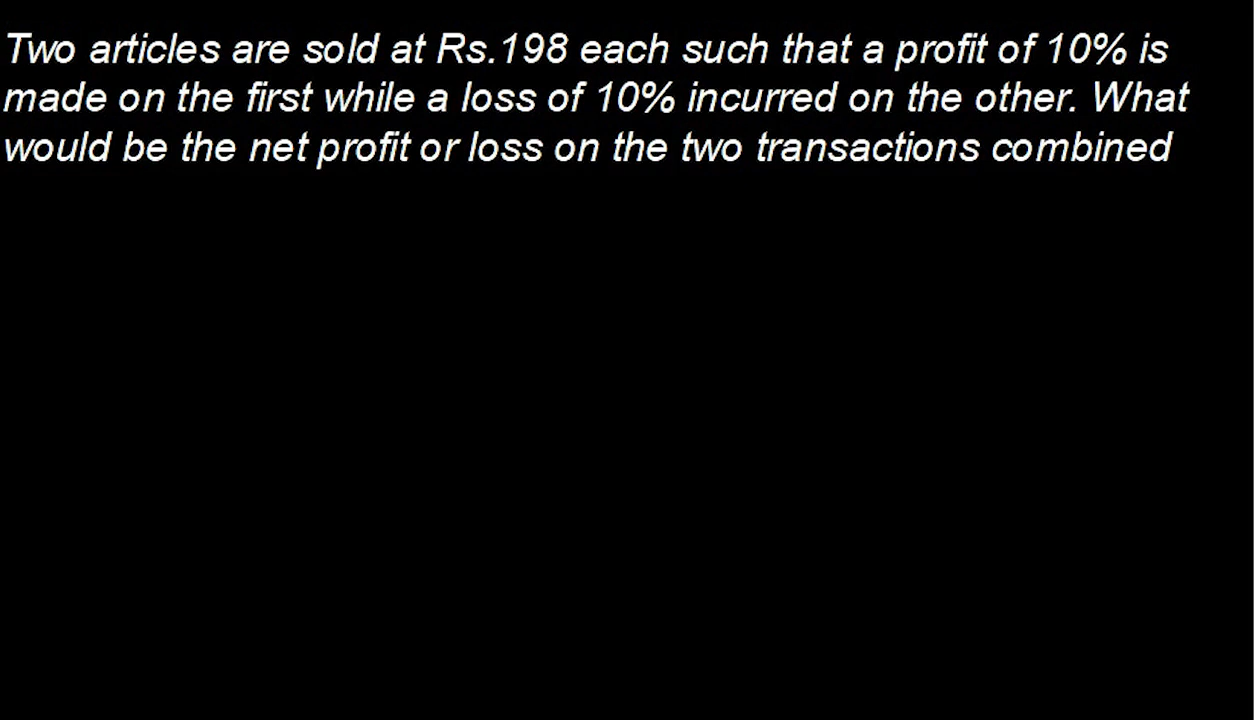 Two articles are sold at Rs.198 each such that a profit of 10% is
made on the first while a loss of 10% incurred on the other. What
would be the net profit or loss on the two transactions combined